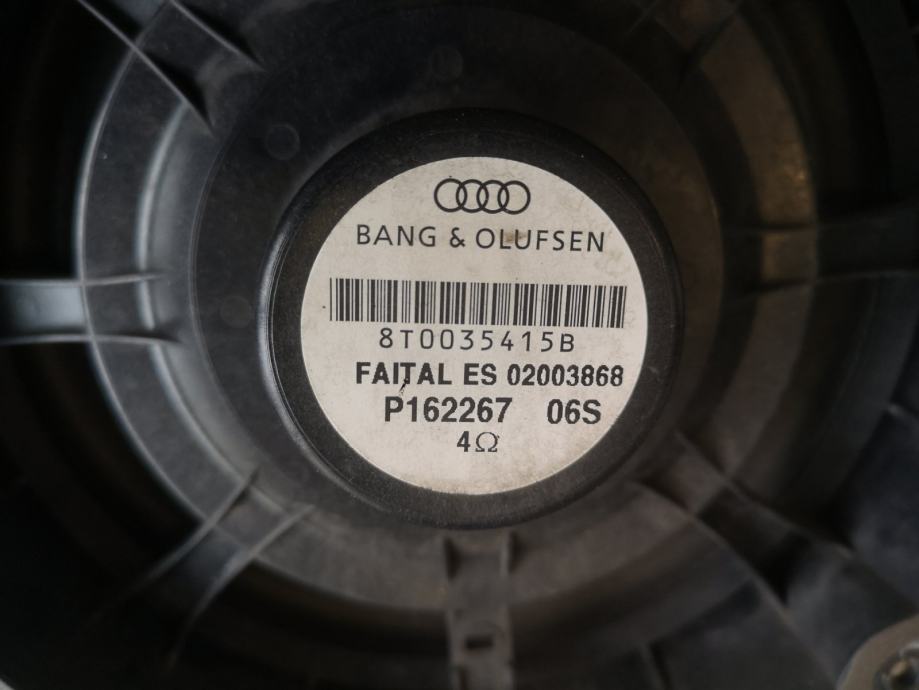 BANG & OLUFSEN
8T0035415B
FAITAL ES 02003868
P162267 06S
4Ω